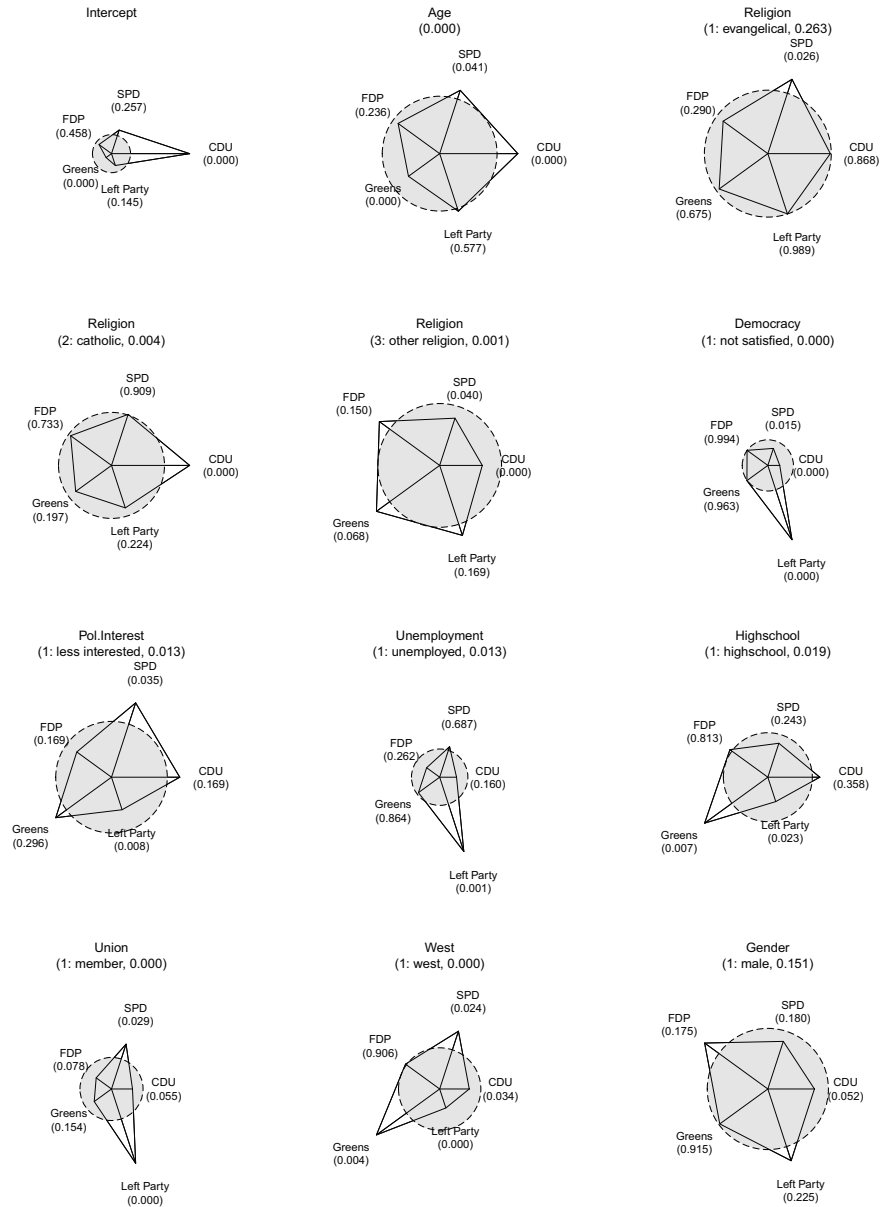 Intercept
SPD
(0.257)
FDP
(0.458)
CDU
(0.000)
Greens
(0.000)
Left Party
(0.145)
Age
(0.000)
SPD
(0.041)
FDP
(0.236)
CDU
(0.000)
Greens
(0.000)
Left Party
(0.577)
Religion
(1: evangelical, 0.263)
SPD
(0.026)
FDP
(0.290)
CDU
(0.868)
Greens
(0.675)
Left Party
(0.989)
Religion
(2: catholic, 0.004)
SPD
(0.909)
FDP
(0.733)
CDU
(0.000)
Greens
(0.197)
Left Party
(0.224)
Religion
(3: other religion, 0.001)
SPD
(0.040)
FDP
(0.150)
CDU
(0.000)
Greens
(0.068)
Left Party
(0.169)
Democracy
(1: not satisfied, 0.000)
SPD
(0.015)
FDP
(0.994)
CDU
(0.000)
Greens
(0.963)
Left Party
(0.000)
Pol.Interest
(1: less interested, 0.013)
SPD
(0.035)
FDP
(0.169)
CDU
(0.169)
Greens
(0.296)
Left Party
(0.008)
Unemployment
(1: unemployed, 0.013)
SPD
(0.687)
FDP
(0.262)
CDU
(0.160)
Greens
(0.864)
Left Party
(0.001)
Highschool
(1: highschool, 0.019)
SPD
(0.243)
FDP
(0.813)
CDU
(0.358)
Greens
(0.007)
Left Party
(0.023)
Union
(1: member, 0.000)
SPD
(0.029)
FDP
(0.078)
CDU
(0.055)
Greens
(0.154)
Left Party
(0.000)
West
(1: west, 0.000)
SPD
(0.024)
FDP
(0.906)
CDU
(0.034)
Greens
(0.004)
Left Party
(0.000)
Gender
(1: male, 0.151)
SPD
(0.180)
FDP
(0.175)
CDU
(0.052)
Greens
(0.915)
Left Party
(0.225)